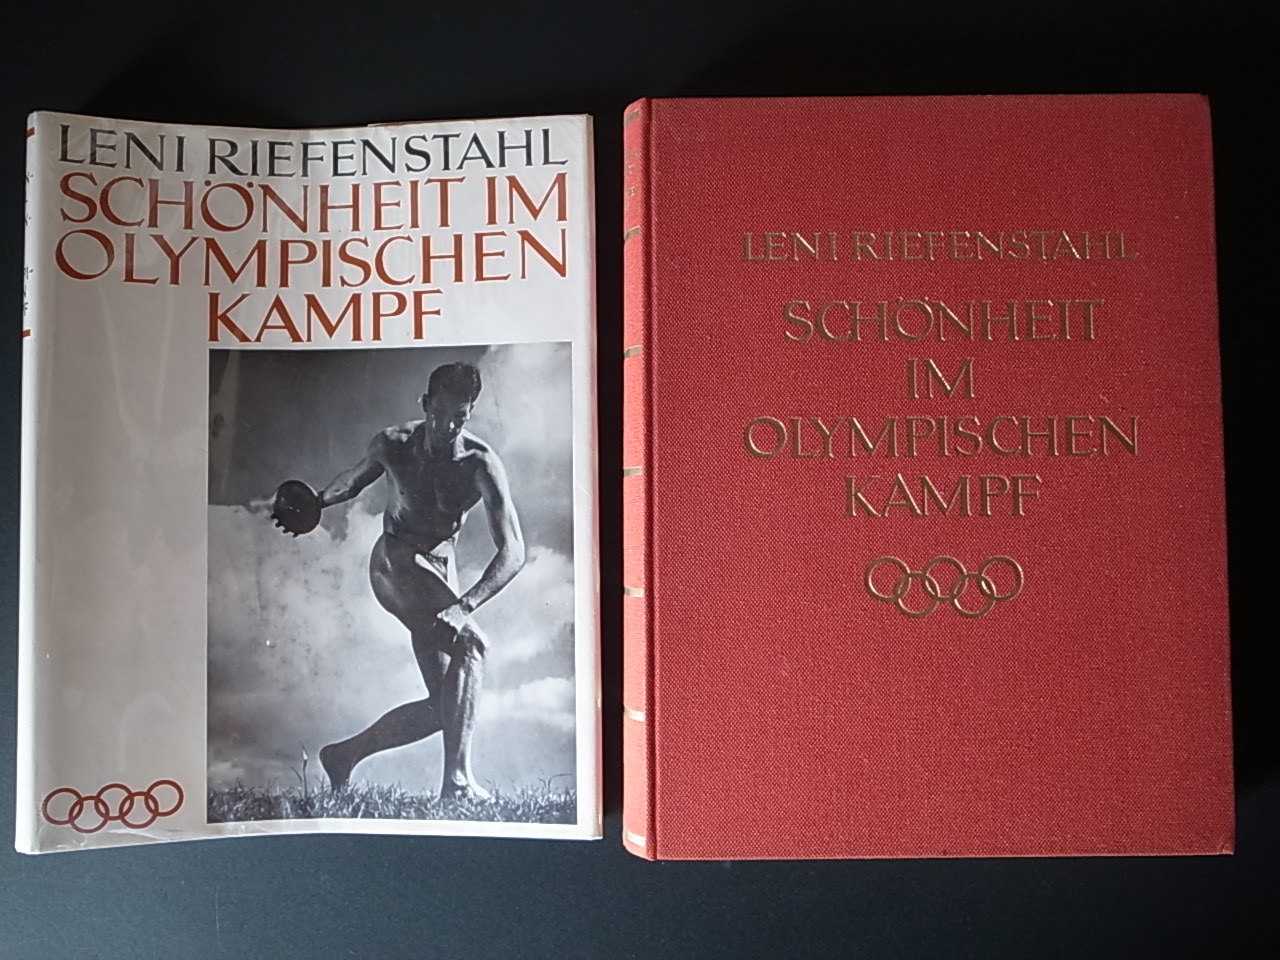 LENI RIEFENSTAHL
SCHÖNHEIT IM
OLYMPISCHEN
KAMPF
LENI RIEFENSTAHL
SCHÖNHEIT
IM
OLYMPISCHEN
KAMPF